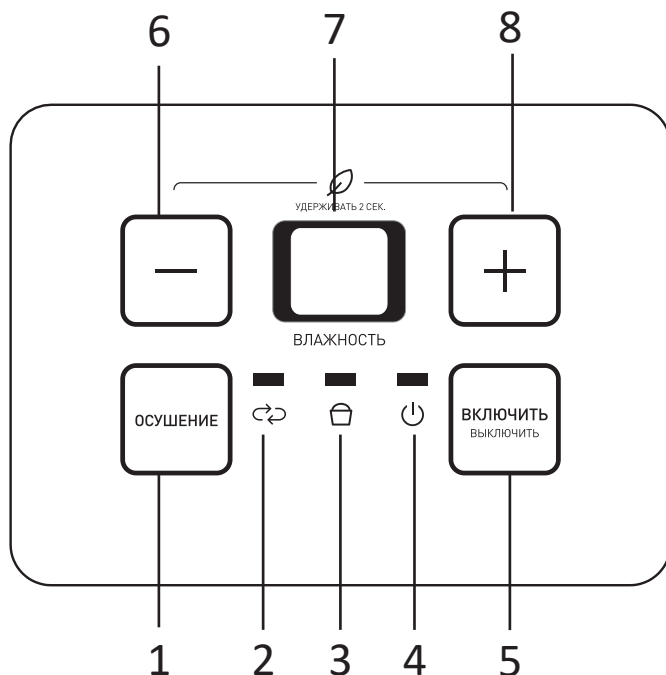 6 7 8
УДЕРЖИВАТЬ 2 СЕК.
ВЛАЖНОСТЬ
ОСУШЕНИЕ
ВКЛЮЧИТЬ
ВЫКЛЮЧИТЬ
1 2 3 4 5